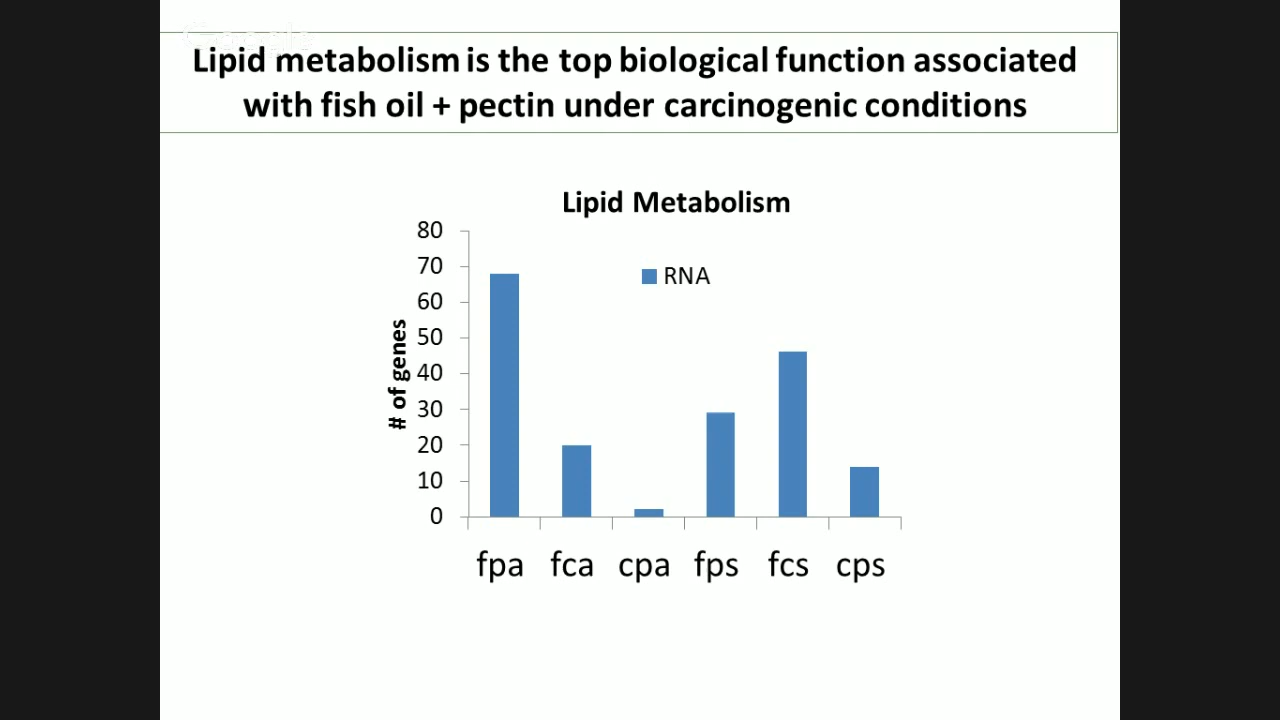 Google
Lipid metabolism is the top biological function associated
with fish oil + pectin under carcinogenic conditions
Lipid Metabolism
80
70
60
50
40
30
20
10
0
# of genes
RNA
fpa fca cpa fps fcs cps